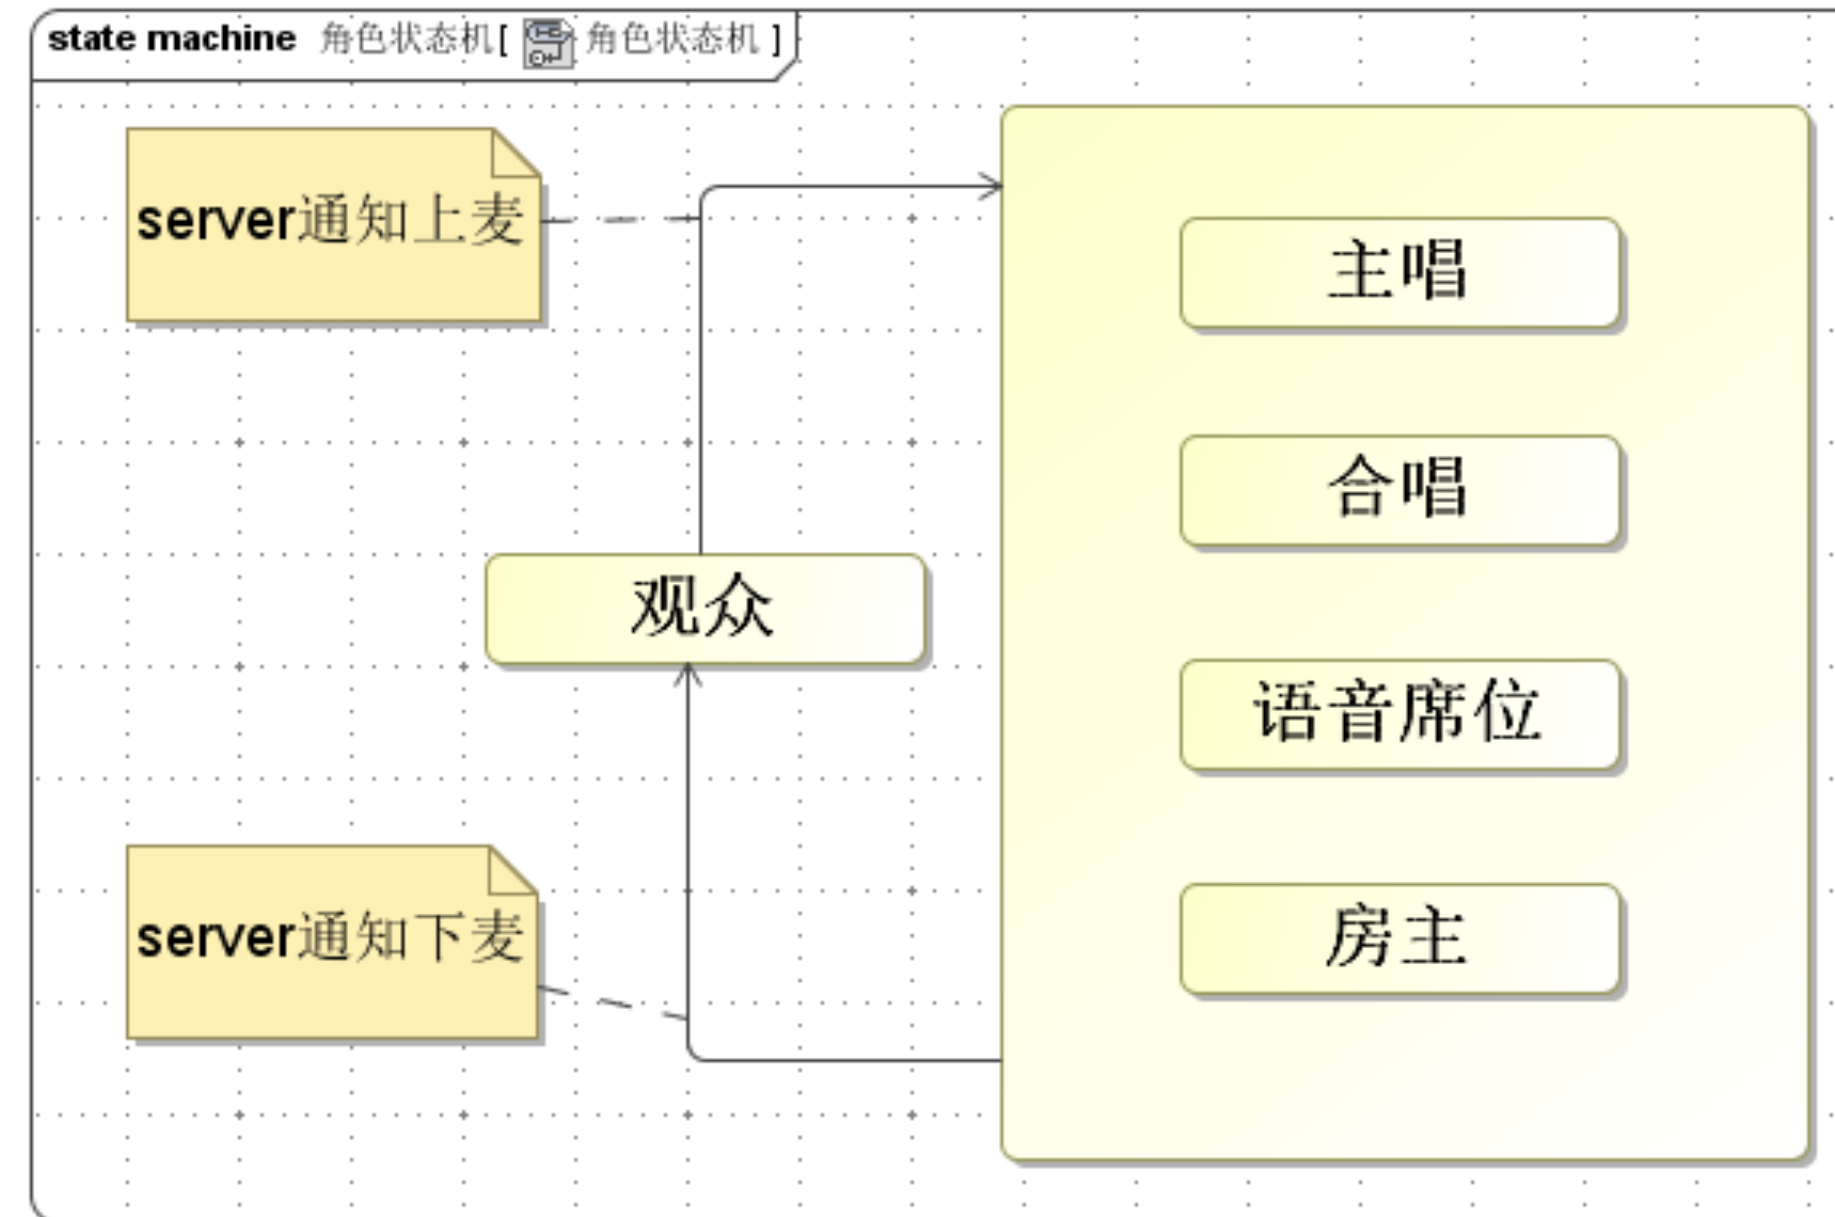 state machine 角色状态机[ 角色状态机 ]
server通知上麦
主唱
合唱
观众
语音席位
server通知下麦
房主